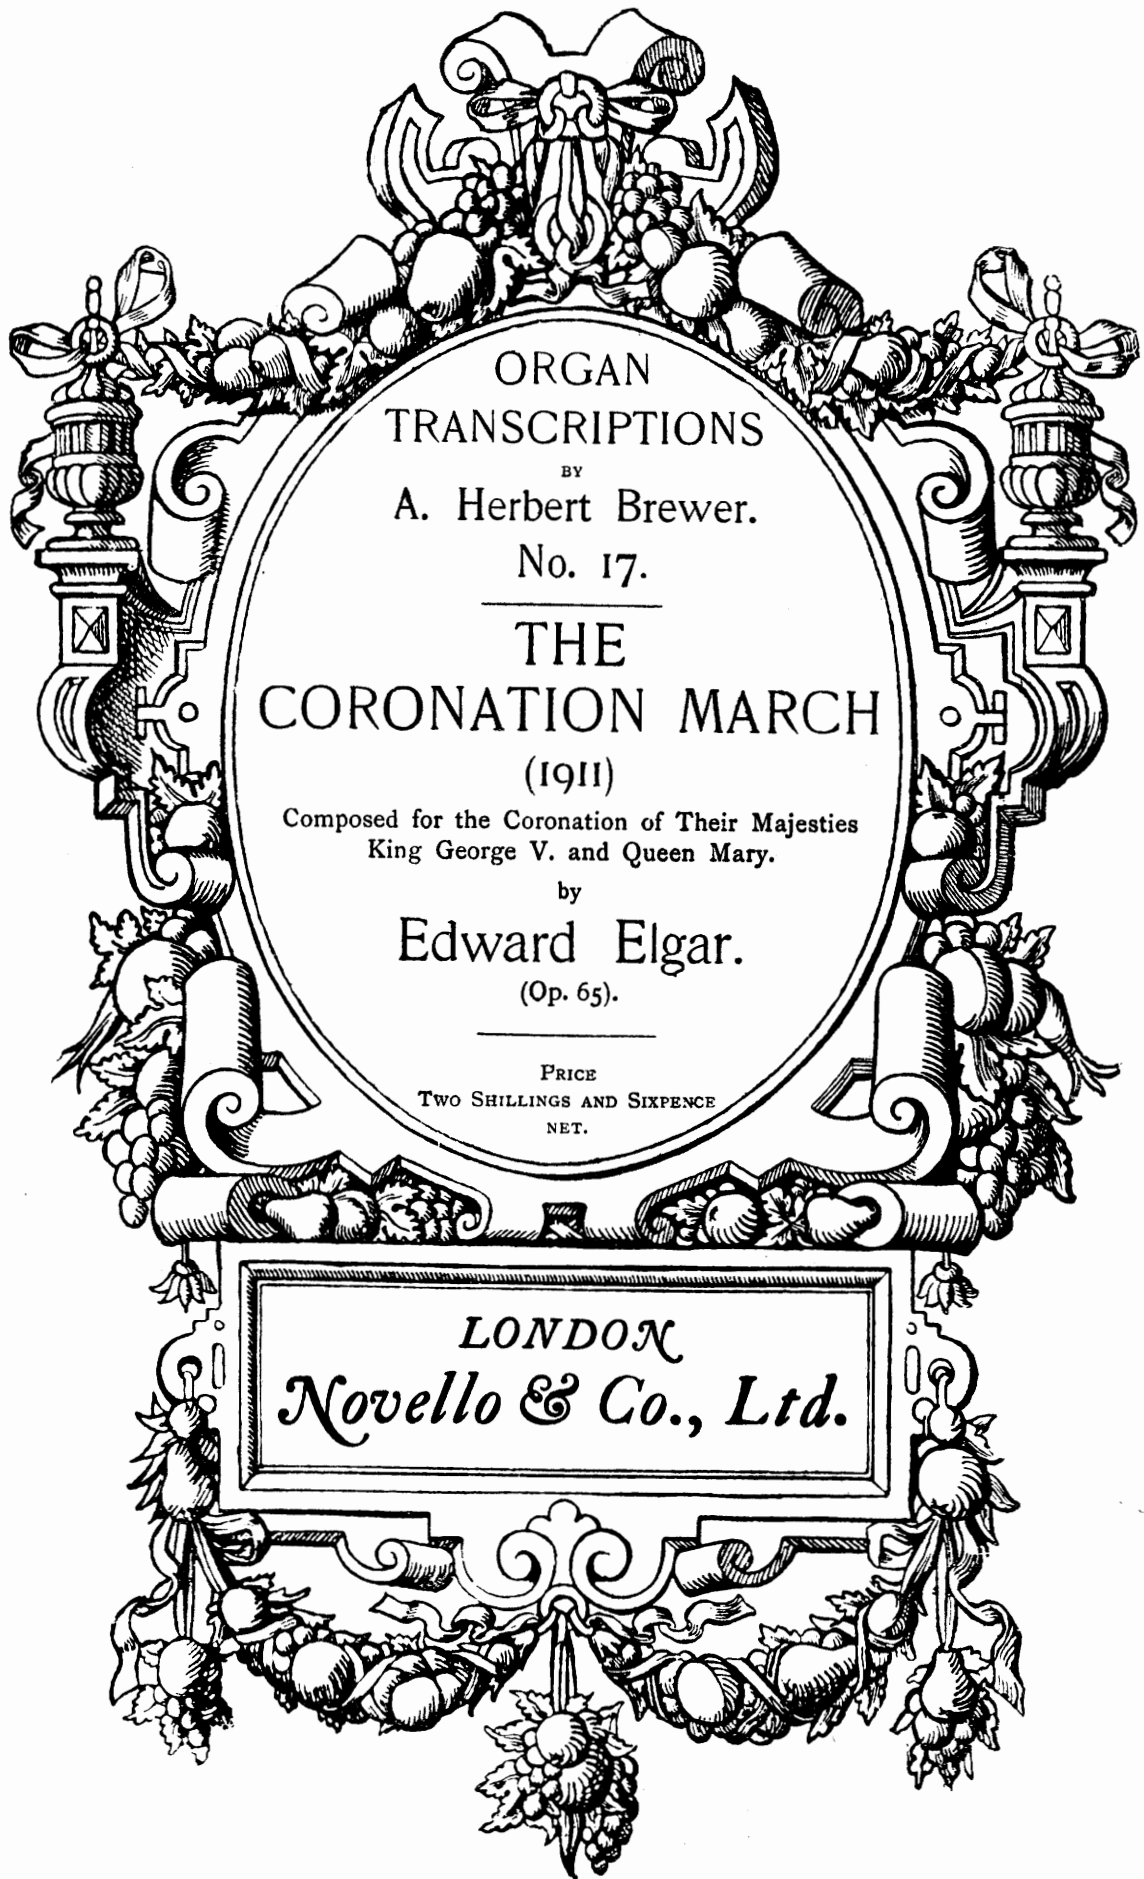 ORGAN
TRANSCRIPTIONS
BY
A. Herbert Brewer.
No. 17.
THE
CORONATION MARCH
(1911)
Composed for the Coronation of Their Majesties
King George V. and Queen Mary.
by
Edward Elgar.
(Op. 65).
PRICE
TWO SHILLINGS AND SIXPENCE
NET.
LONDON
Novello & Co., Ltd.